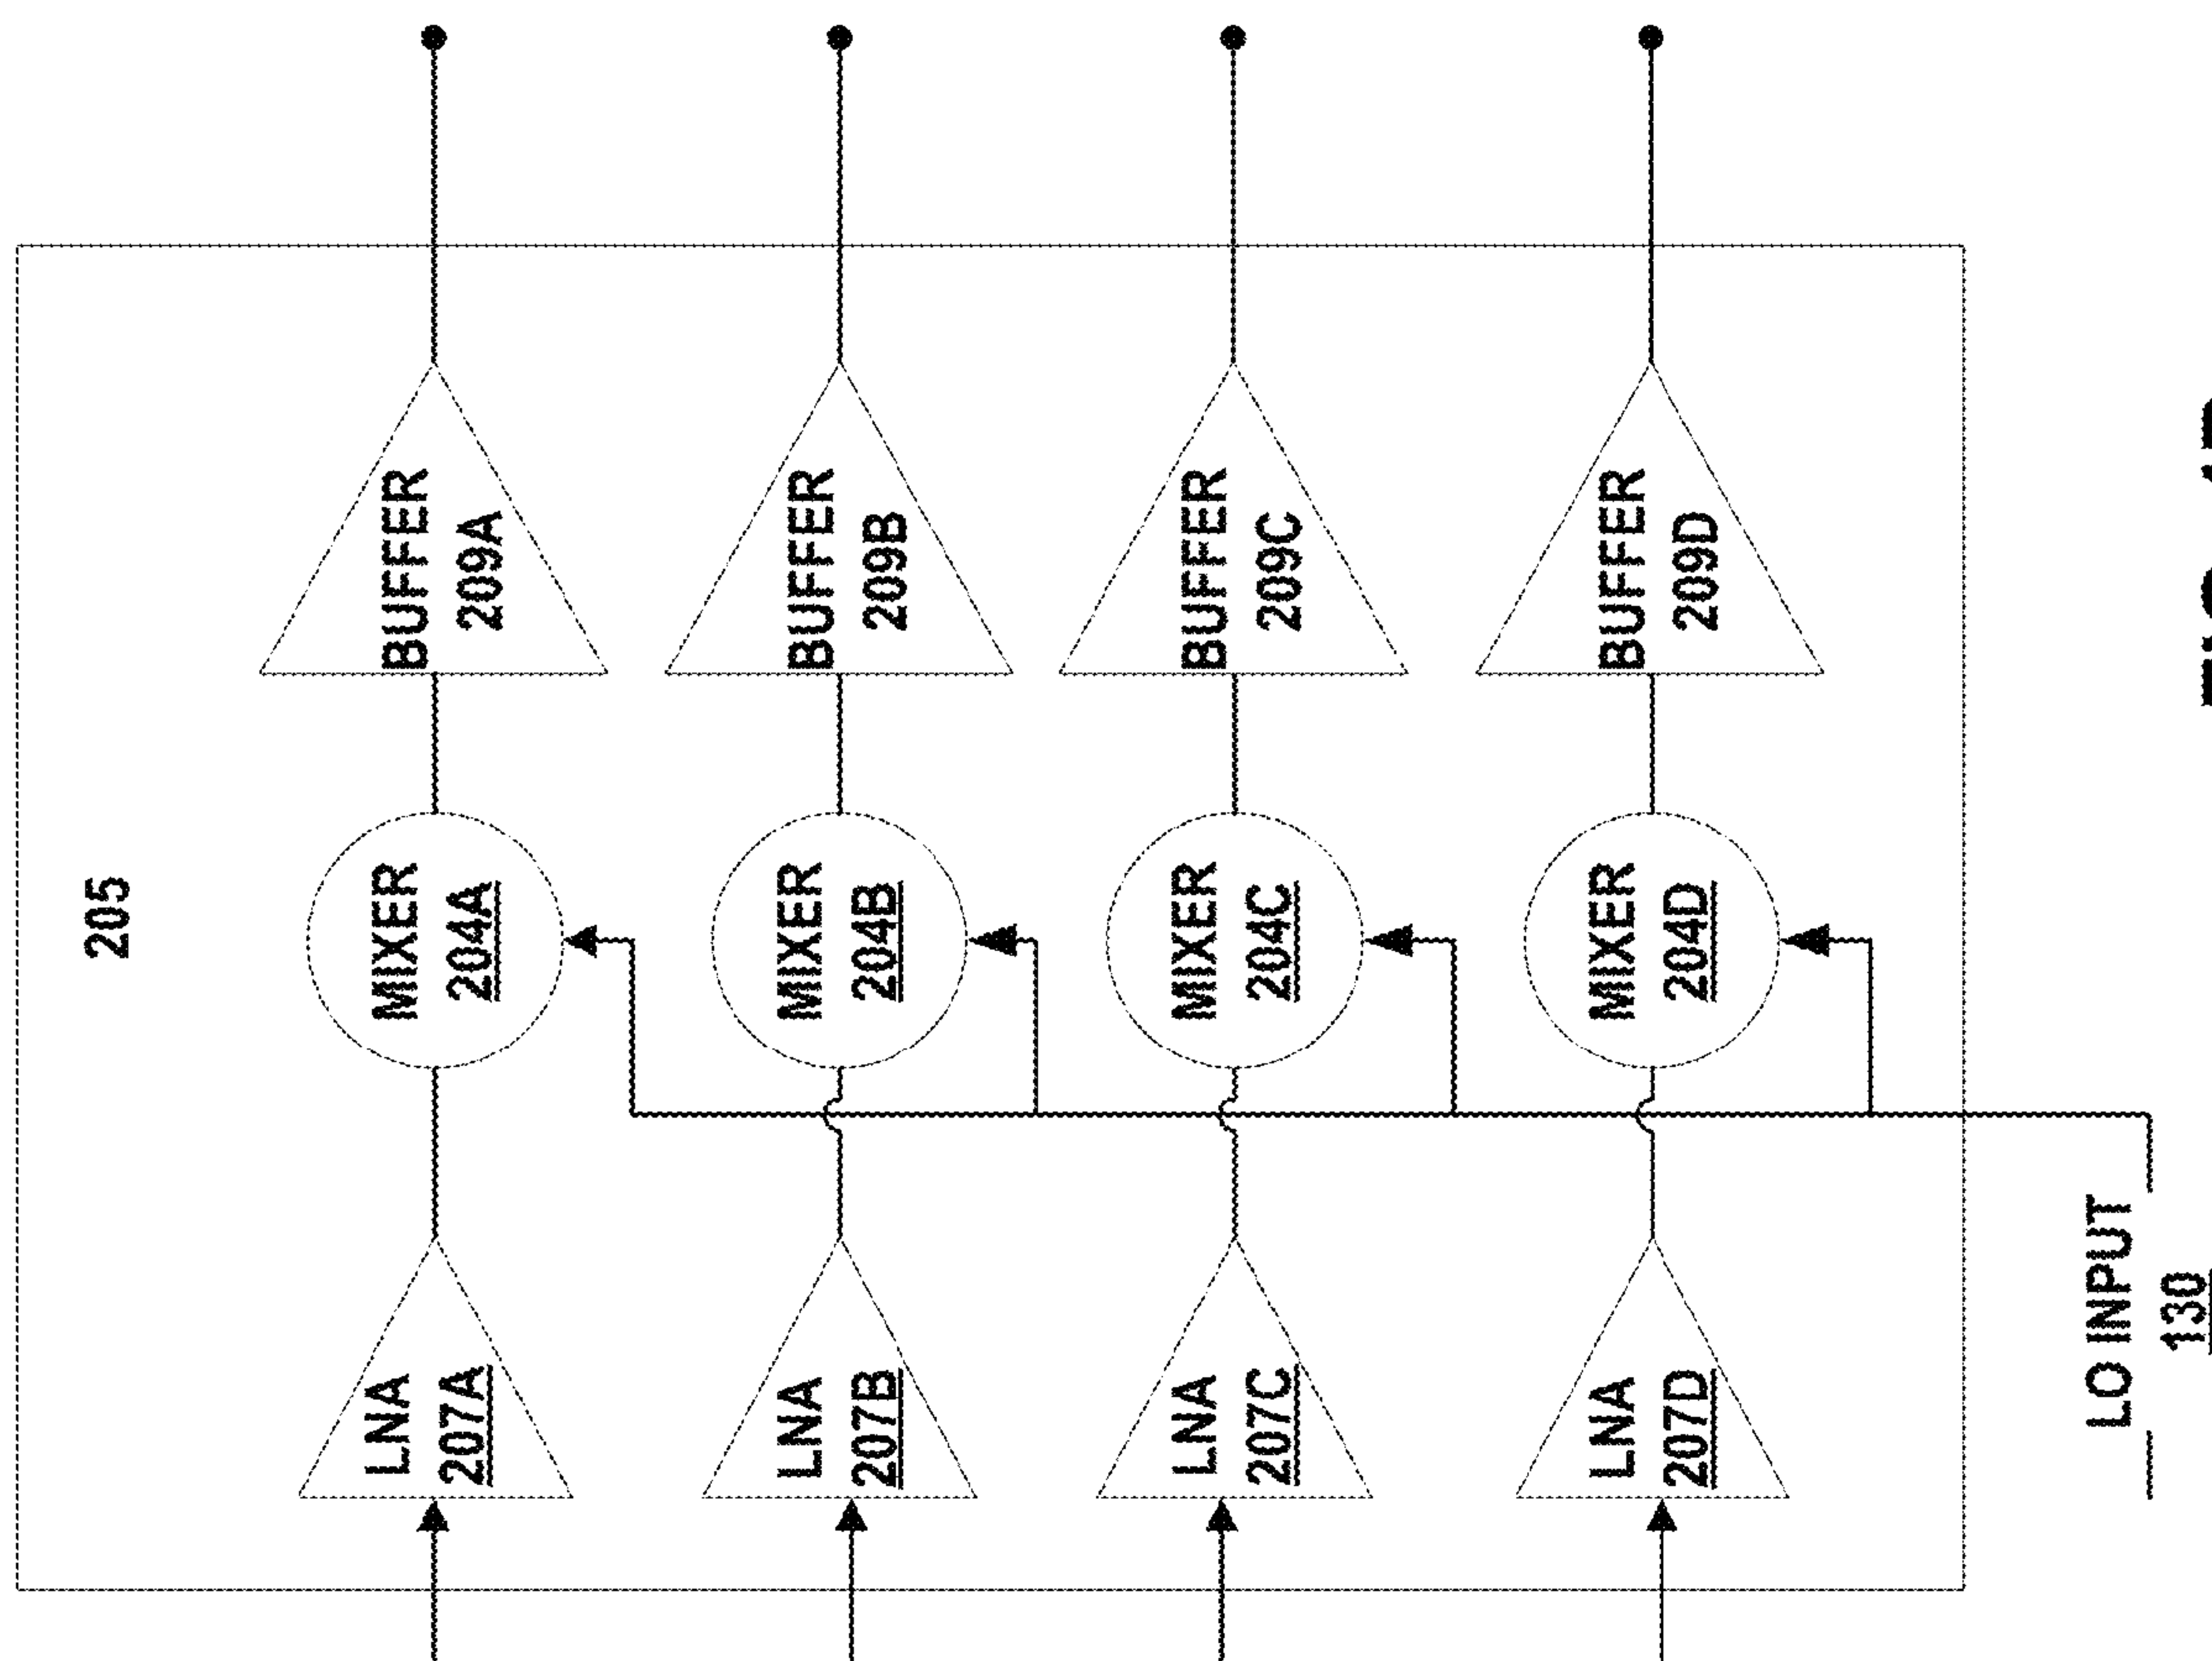 205
LNA
207A
MIXER
204A
BUFFER
209A
LNA
207B
MIXER
204B
BUFFER
209B
LNA
207C
MIXER
204C
BUFFER
209C
LNA
207D
MIXER
204D
BUFFER
209D
LO INPUT
130